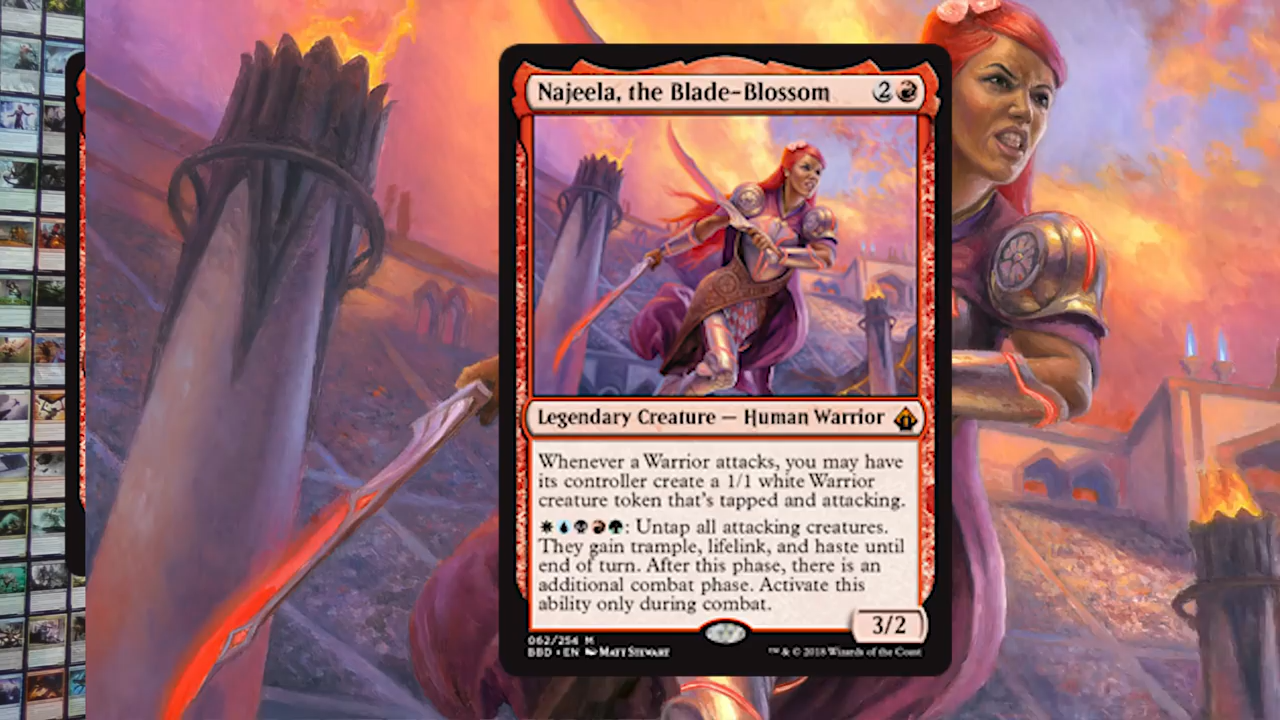 Najeela, the Blade-Blossom 2
Legendary Creature — Human Warrior
Whenever a Warrior attacks, you may have
its controller create a 1/1 white Warrior
creature token that's tapped and attacking.
: Untap all attacking creatures.
They gain trample, lifelink, and haste until
end of turn. After this phase, there is an
additional combat phase. Activate this
ability only during combat.
3/2
062/254 M
BBD • EN Matt Stewart
™ & © 2018 Wizards of the Coast